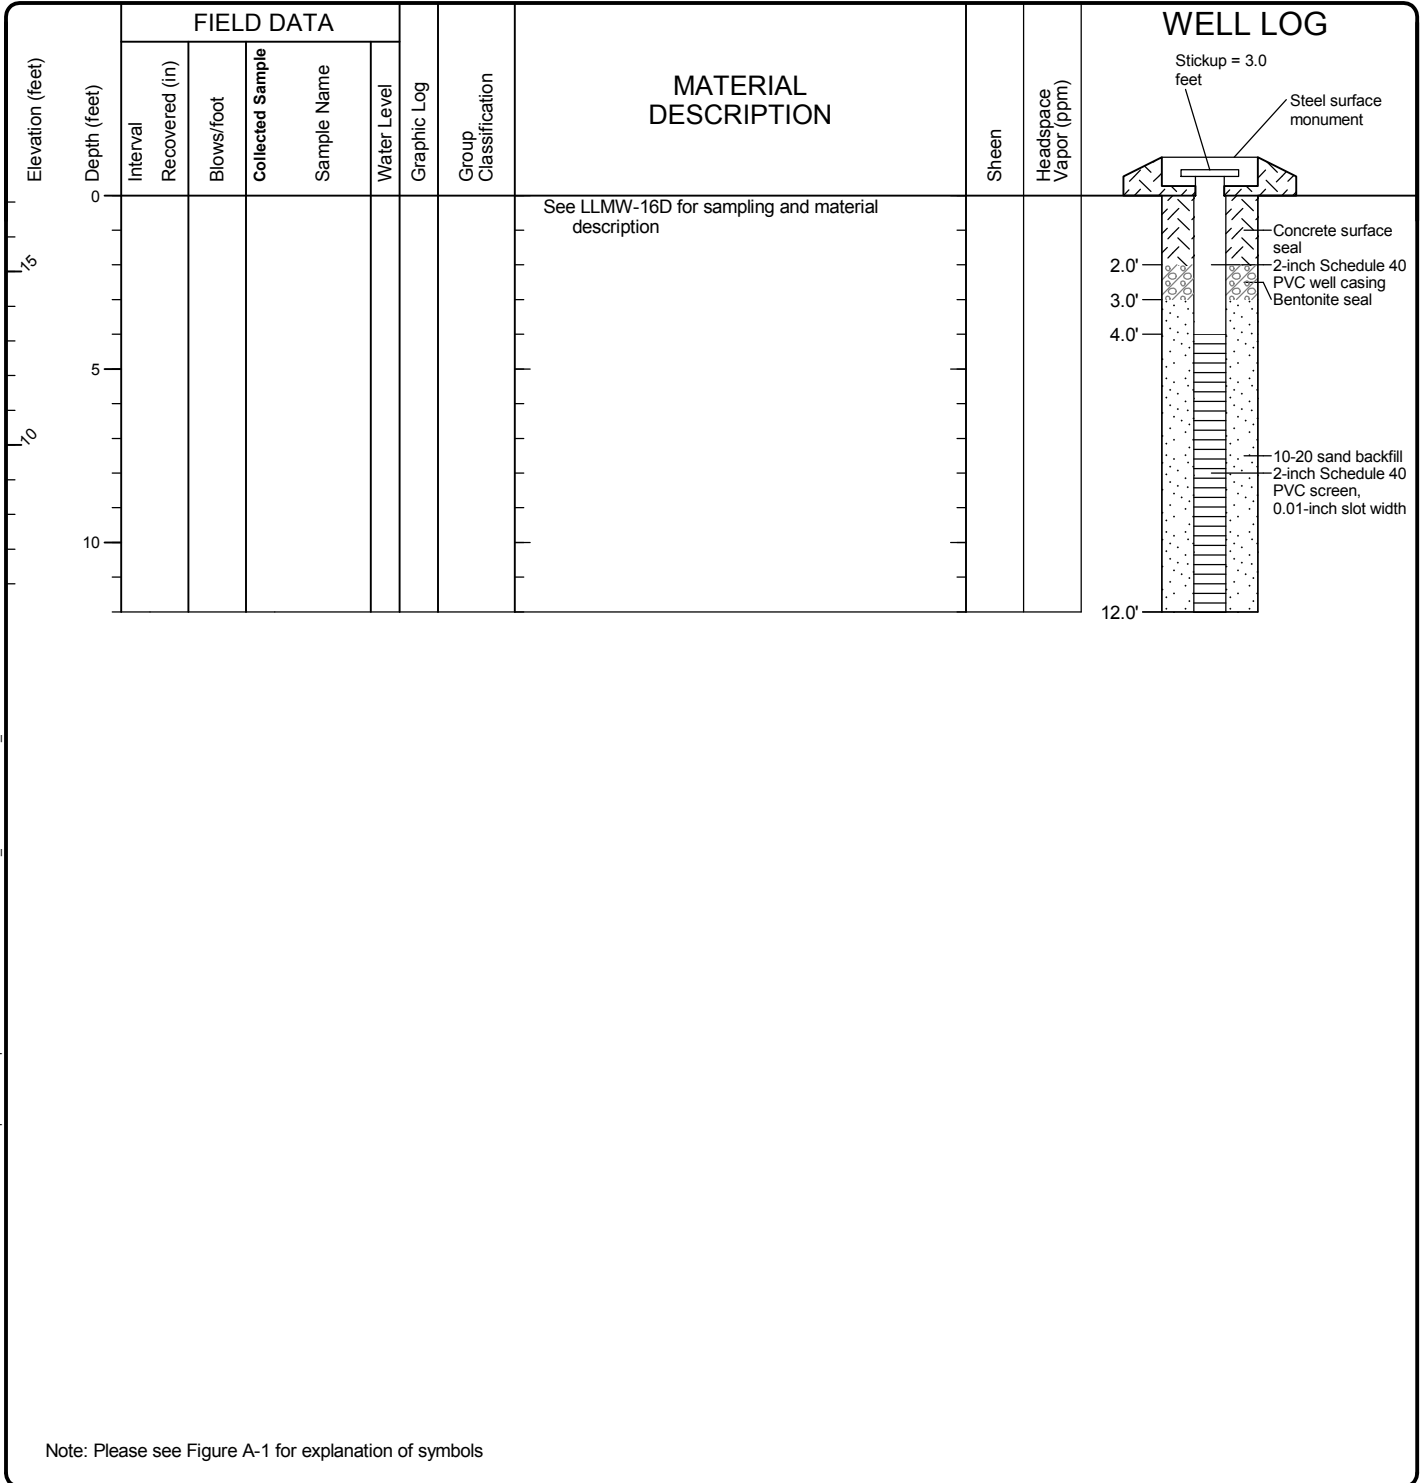 FIELD DATA
WELL LOG
Elevation (feet)
Depth (feet)
Interval
Recovered (in)
Blows/foot
Collected Sample
Sample Name
Water Level
Graphic Log
Group
Classification
MATERIAL
DESCRIPTION
Sheen
Headspace
Vapor (ppm)
Stickup = 3.0
feet
Steel surface
monument
0
See LLMW-16D for sampling and material
description
Concrete surface
seal
15
2.0'
2-inch Schedule 40
PVC well casing
3.0'
Bentonite seal
4.0'
5
10
10-20 sand backfill
2-inch Schedule 40
PVC screen,
0.01-inch slot width
10
12.0'
Note: Please see Figure A-1 for explanation of symbols